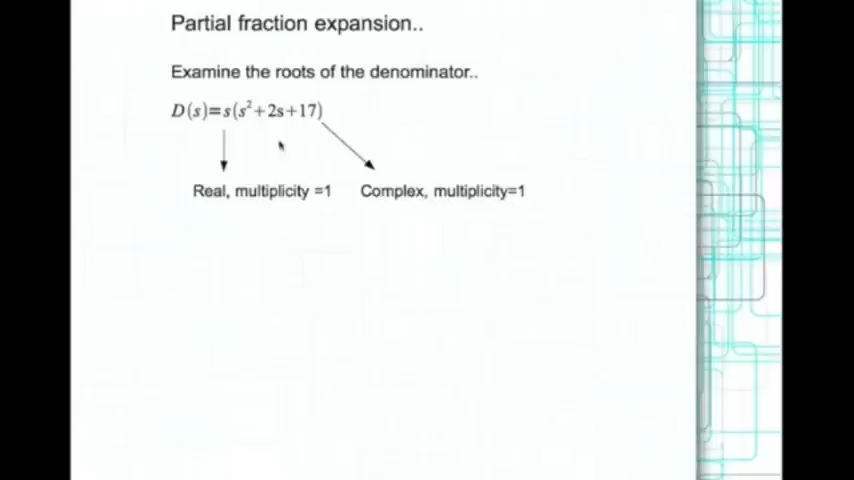 Partial fraction expansion..
Examine the roots of the denominator..
D(s)=s(s²+2s+17)
Real, multiplicity =1 Complex, multiplicity=1